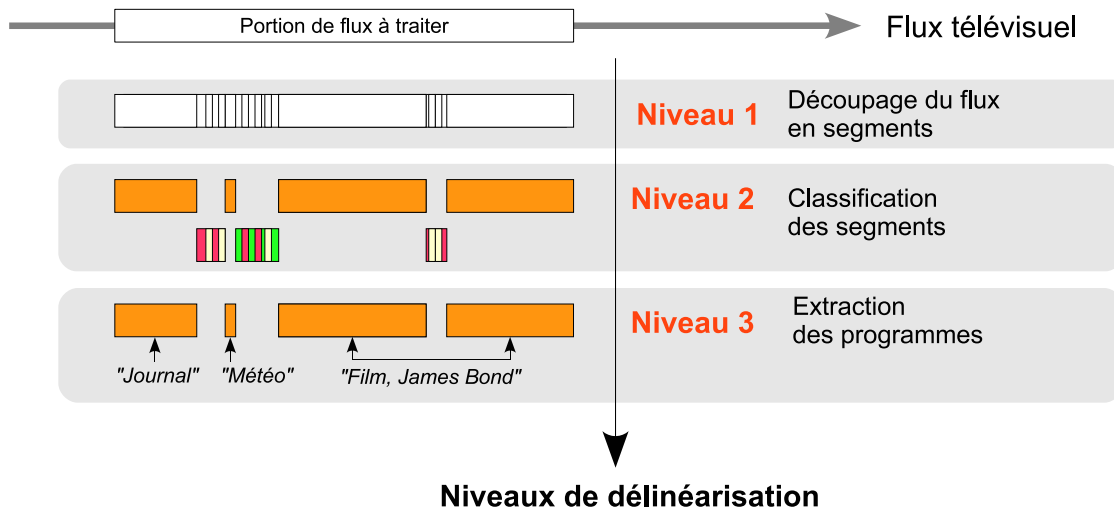 Portion de flux à traiter
Flux télévisuel
Niveau 1
Découpage du flux
en segments
Niveau 2
Classification
des segments
Niveau 3
Extraction
des programmes
"Journal"
"Météo"
"Film, James Bond"
Niveaux de délinéarisation